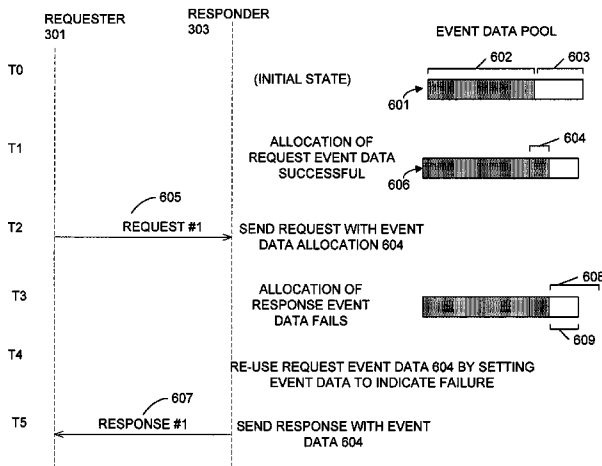 REQUESTER
301
RESPONDER
303
EVENT DATA POOL
T0
(INITIAL STATE)
602
603
601
T1
ALLOCATION OF
REQUEST EVENT DATA
SUCCESSFUL
604
606
605
T2
REQUEST #1
SEND REQUEST WITH EVENT
DATA ALLOCATION 604
T3
ALLOCATION OF
RESPONSE EVENT
DATA FAILS
608
609
T4
RE-USE REQUEST EVENT DATA 604 BY SETTING
EVENT DATA TO INDICATE FAILURE
607
T5
RESPONSE #1
SEND RESPONSE WITH EVENT
DATA 604